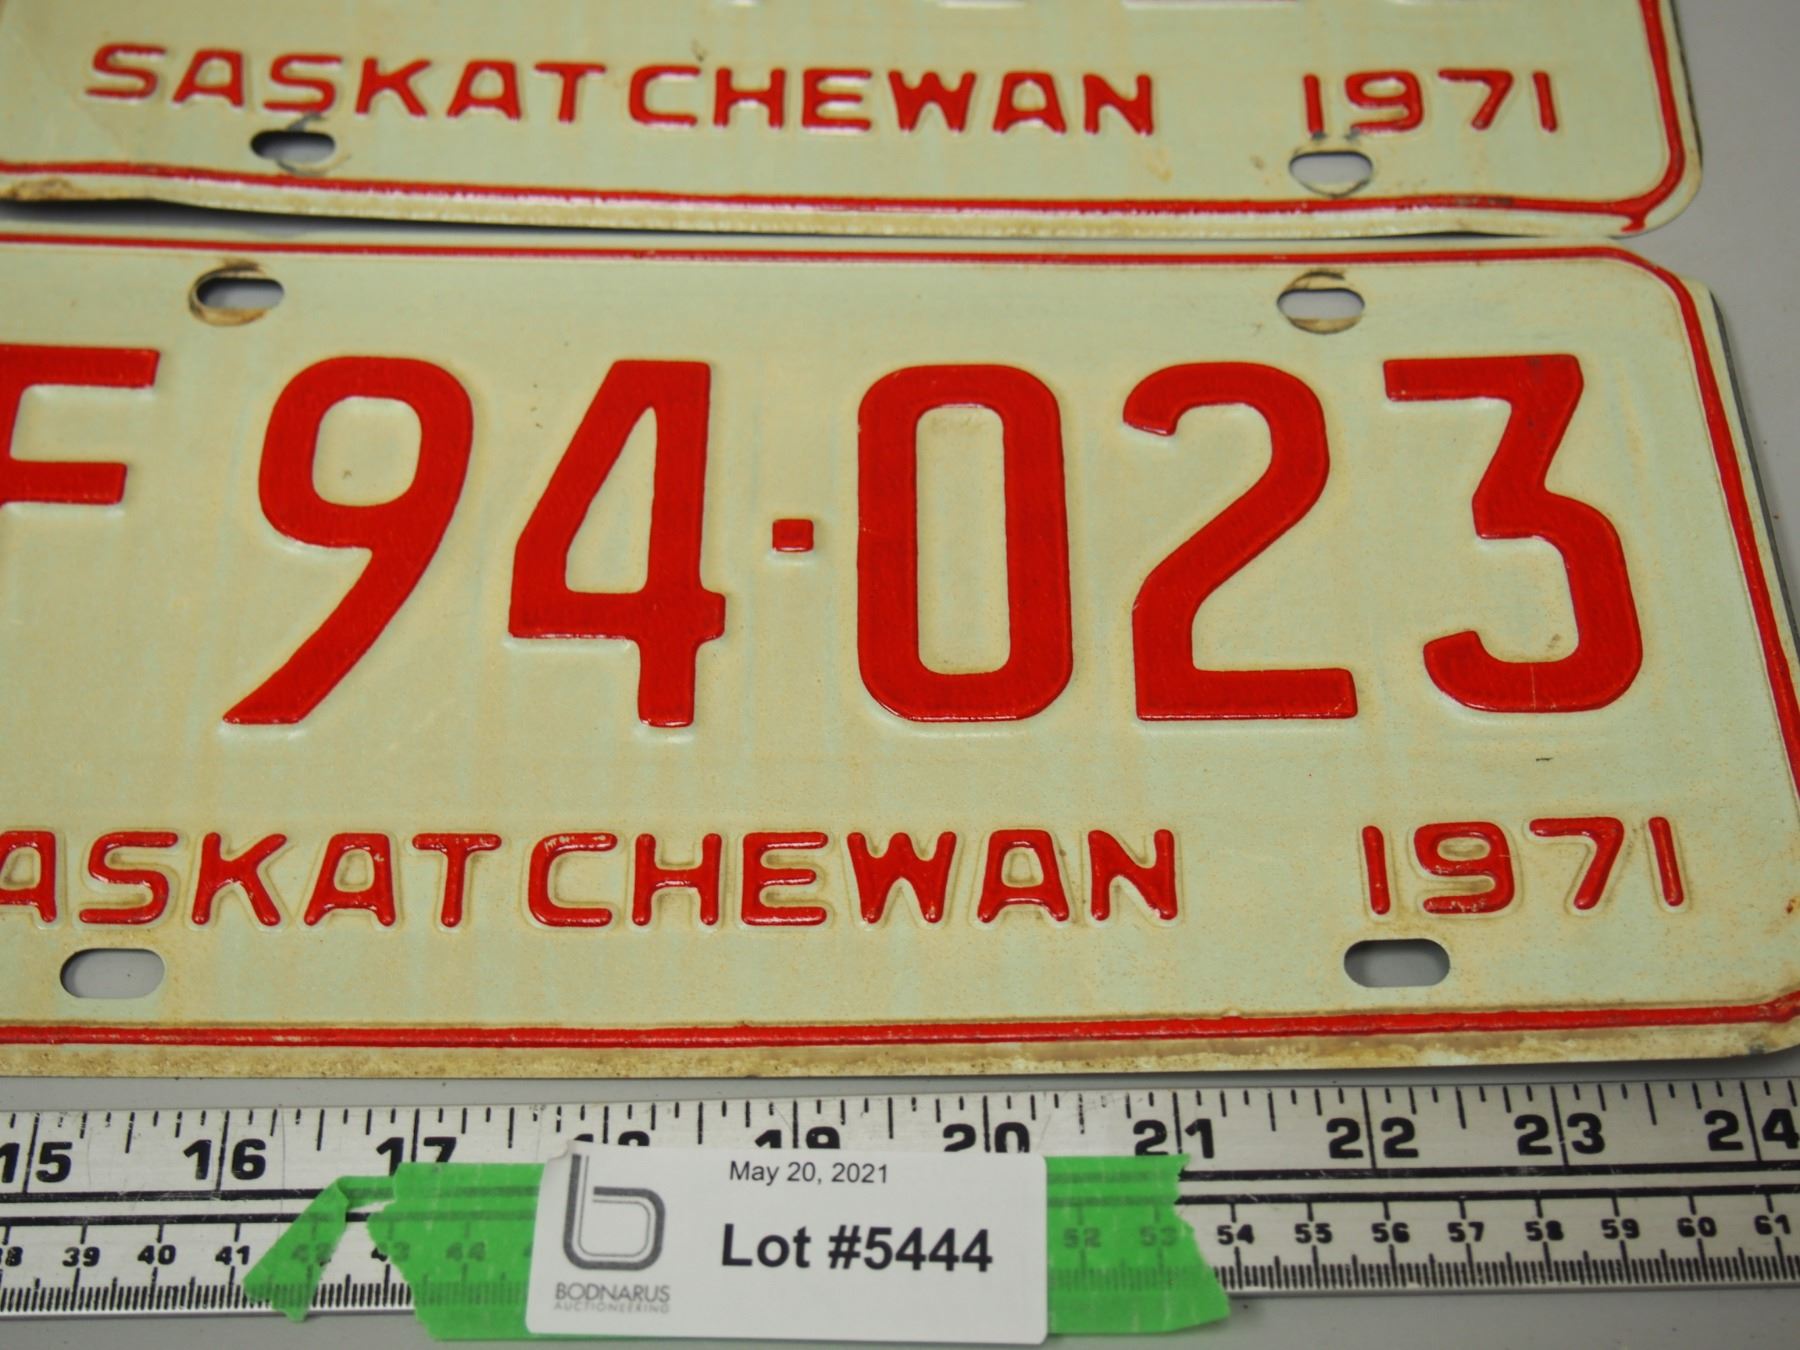 SASKATCHEWAN 1971
F94·023
ASKATCHEWAN 1971
15 16 17 18 19 20 21 22 23 24
May 20, 2021
Lot #5444
BODNARUS
AUCTIONEERING
38 39 40 41 42 43 44 52 53 54 55 56 57 58 59 60 61